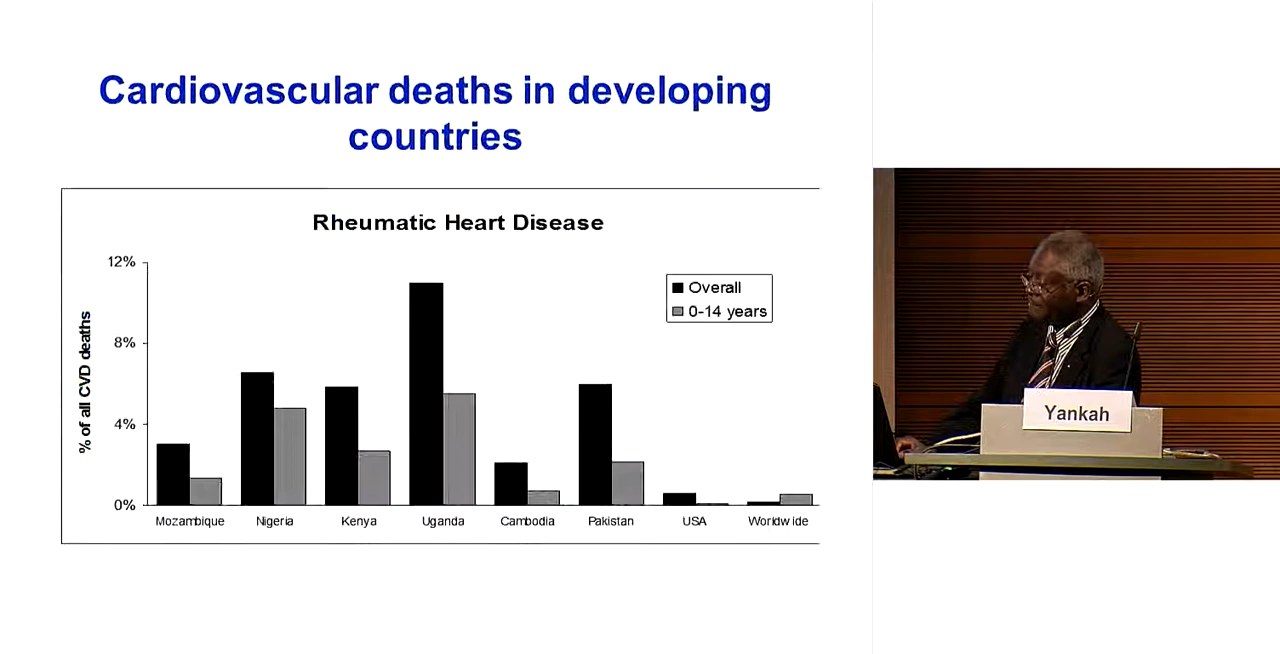 Cardiovascular deaths in developing
countries
Rheumatic Heart Disease
12%
8%
4%
0%
% of all CVD deaths
Overall
0-14 years
Mozambique Nigeria Kenya Uganda Cambodia Pakistan USA Worldwide
Yankah